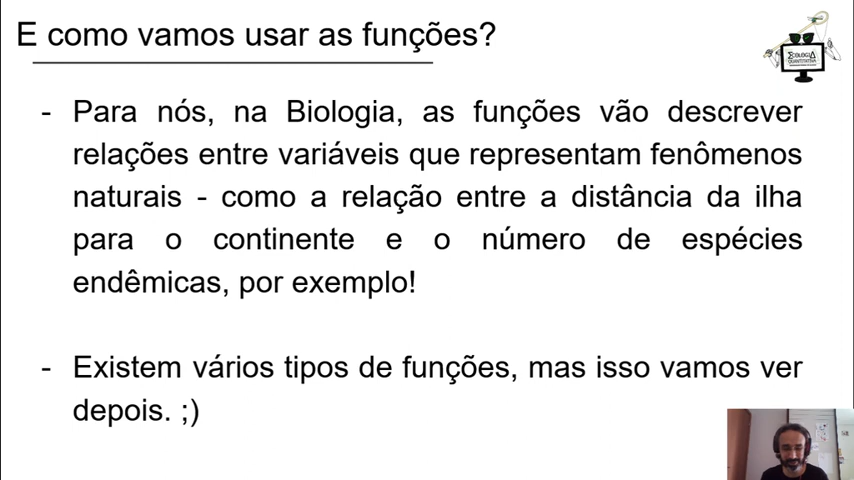 E como vamos usar as funções?
ECOLOGIA
QUANTITATIVA
- Para nós, na Biologia, as funções vão descrever
relações entre variáveis que representam fenômenos
naturais - como a relação entre a distância da ilha
para o continente e o número de espécies
endêmicas, por exemplo!
- Existem vários tipos de funções, mas isso vamos ver
depois. ;)